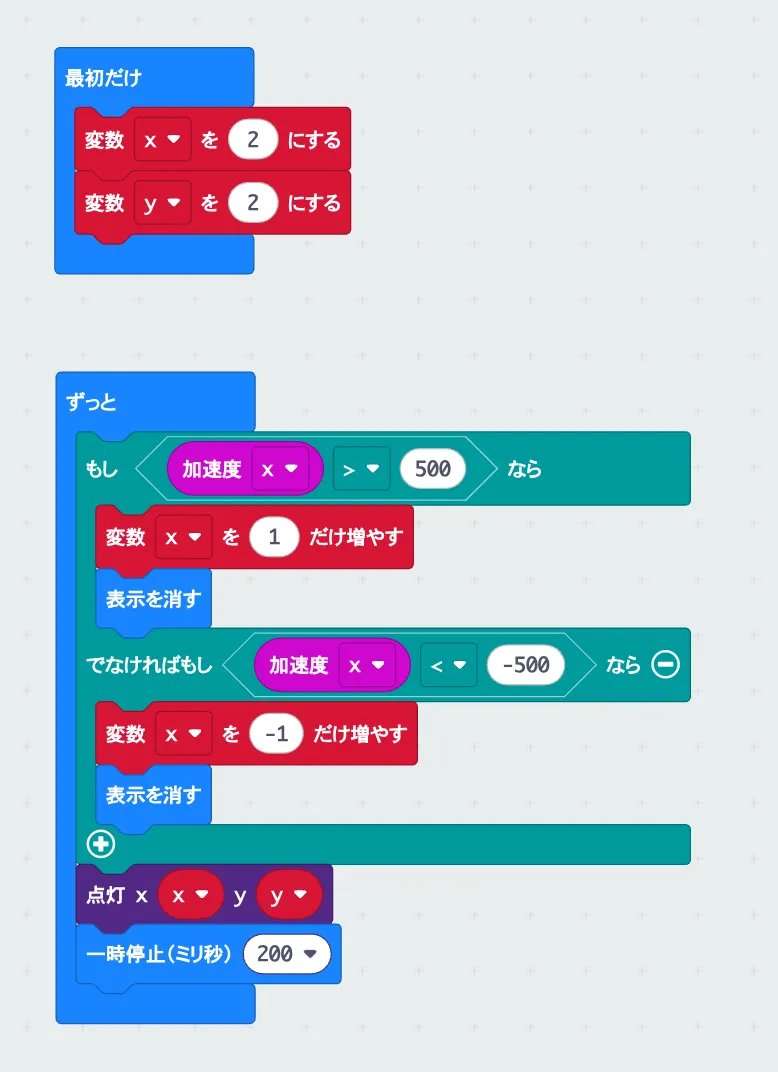 最初だけ
変数 x を 2 にする
変数 y を 2 にする
ずっと
もし 加速度 x > 500 なら
変数 x を 1 だけ増やす
表示を消す
でなければもし 加速度 x < -500 なら
変数 x を -1 だけ増やす
表示を消す
点灯 x x y y
一時停止(ミリ秒) 200